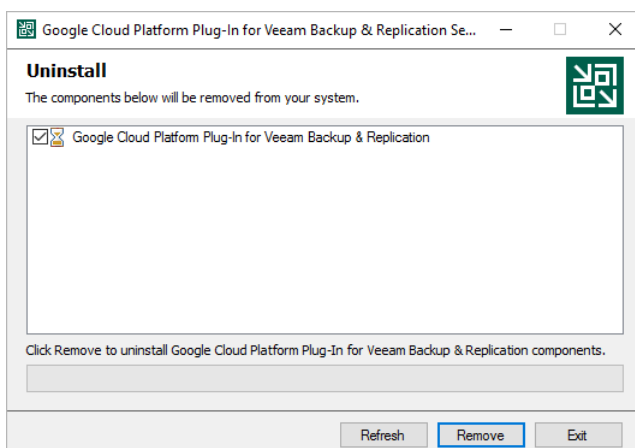 Google Cloud Platform Plug-In for Veeam Backup & Replication Se...
Uninstall
The components below will be removed from your system.
Google Cloud Platform Plug-In for Veeam Backup & Replication
Click Remove to uninstall Google Cloud Platform Plug-In for Veeam Backup & Replication components.
Refresh Remove Exit